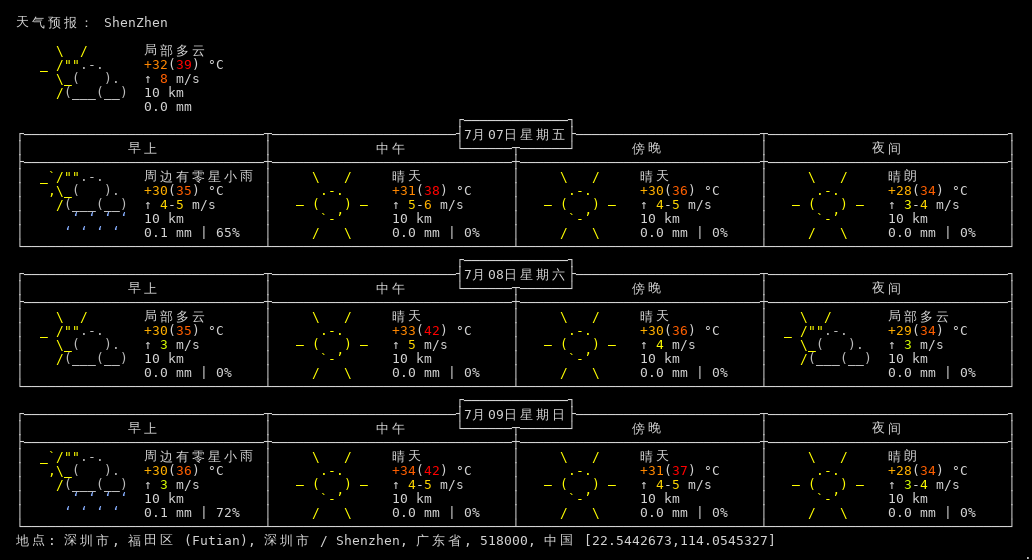 天气预报： ShenZhen
局部多云
+32(39) °C
↑ 8 m/s
10 km
0.0 mm
7月07日星期五
早上 中午 傍晚 夜间
周边有零星小雨 晴天 晴天 晴朗
+30(35) °C +31(38) °C +30(36) °C +28(34) °C
↑ 4-5 m/s ↑ 5-6 m/s ↑ 4-5 m/s ↑ 3-4 m/s
10 km 10 km 10 km 10 km
0.1 mm | 65% 0.0 mm | 0% 0.0 mm | 0% 0.0 mm | 0%
7月08日星期六
早上 中午 傍晚 夜间
局部多云 晴天 晴天 局部多云
+30(35) °C +33(42) °C +30(36) °C +29(34) °C
↑ 3 m/s ↑ 5 m/s ↑ 4 m/s ↑ 3 m/s
10 km 10 km 10 km 10 km
0.0 mm | 0% 0.0 mm | 0% 0.0 mm | 0% 0.0 mm | 0%
7月09日星期日
早上 中午 傍晚 夜间
周边有零星小雨 晴天 晴天 晴朗
+30(36) °C +34(42) °C +31(37) °C +28(34) °C
↑ 3 m/s ↑ 4-5 m/s ↑ 4-5 m/s ↑ 3-4 m/s
10 km 10 km 10 km 10 km
0.1 mm | 72% 0.0 mm | 0% 0.0 mm | 0% 0.0 mm | 0%
地点: 深圳市, 福田区 (Futian), 深圳市 / Shenzhen, 广东省, 518000, 中国 [22.5442673,114.0545327]